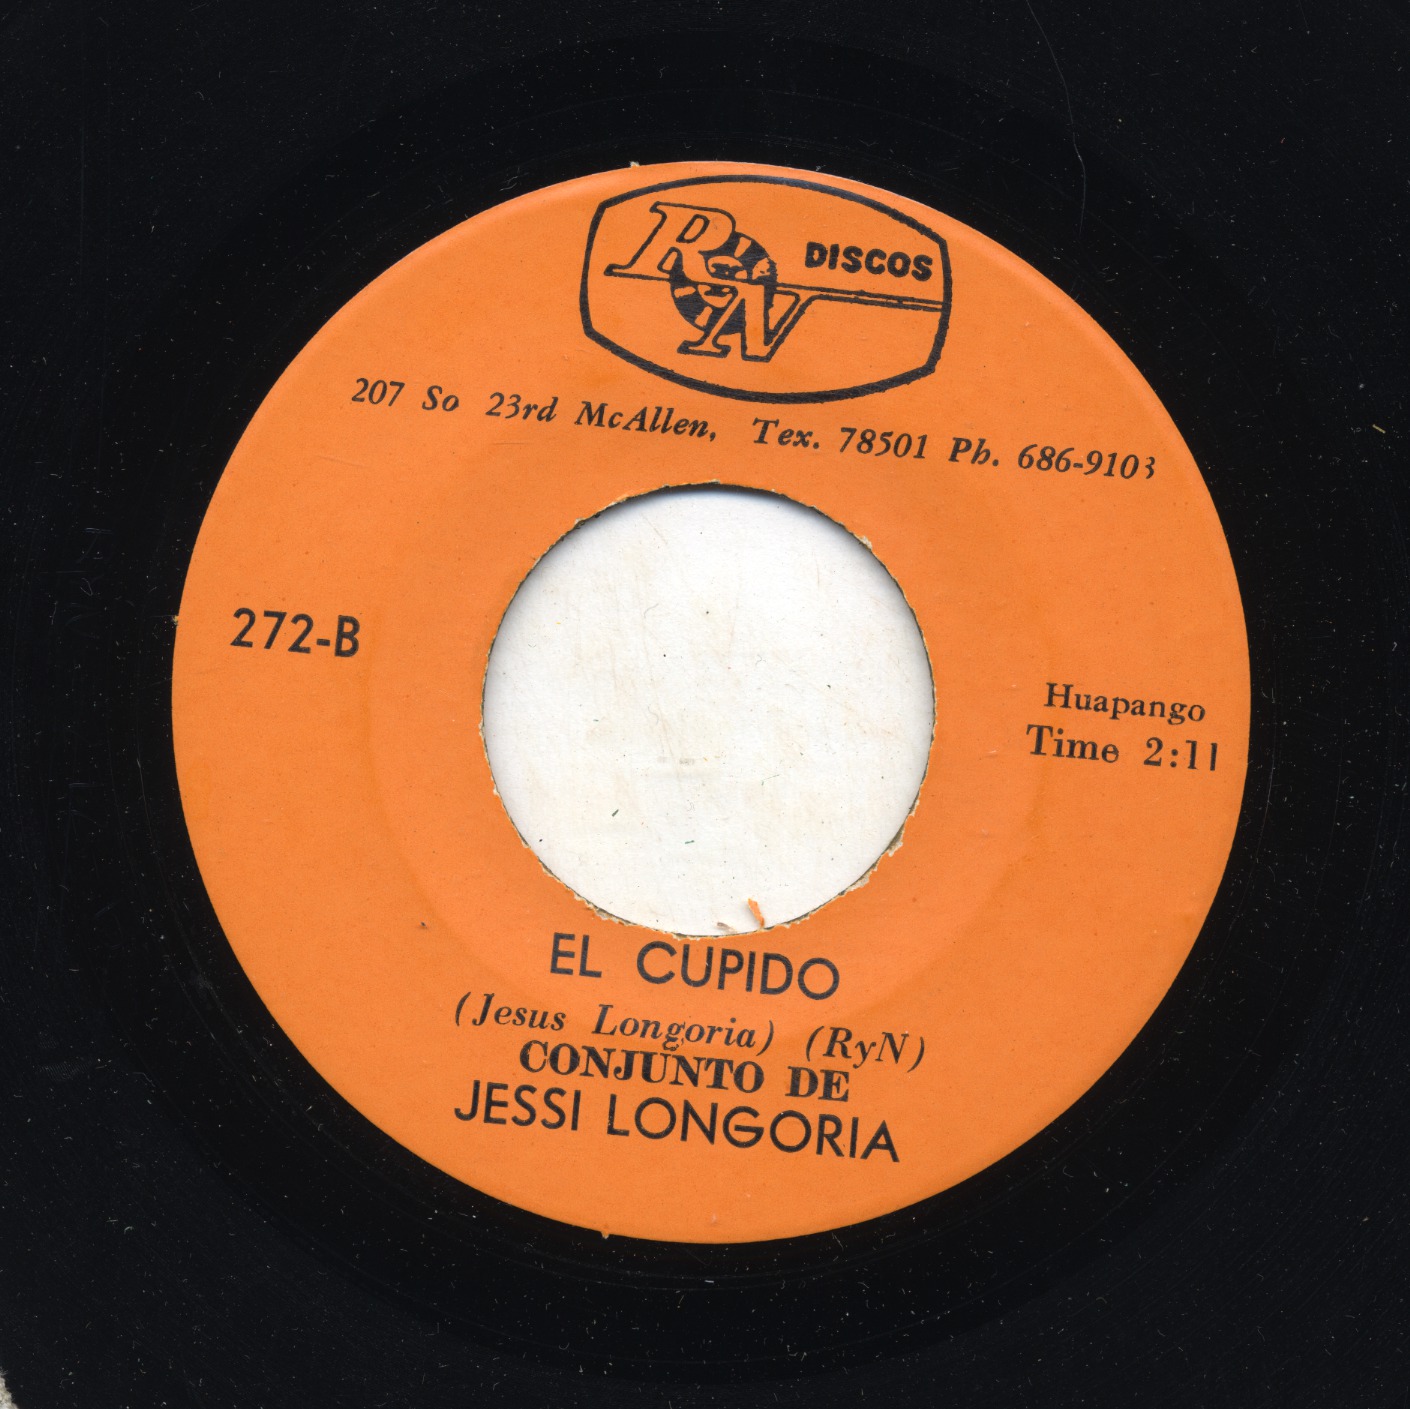 RyN DISCOS
207 So 23rd McAllen, Tex. 78501 Ph. 686-9103
272-B
Huapango
Time 2:11
EL CUPIDO
(Jesus Longoria) (RyN)
CONJUNTO DE
JESSI LONGORIA